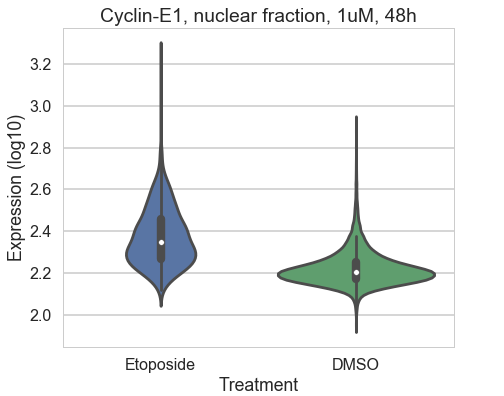 Cyclin-E1, nuclear fraction, 1uM, 48h
Expression (log10)
3.2
3.0
2.8
2.6
2.4
2.2
2.0
Etoposide
DMSO
Treatment